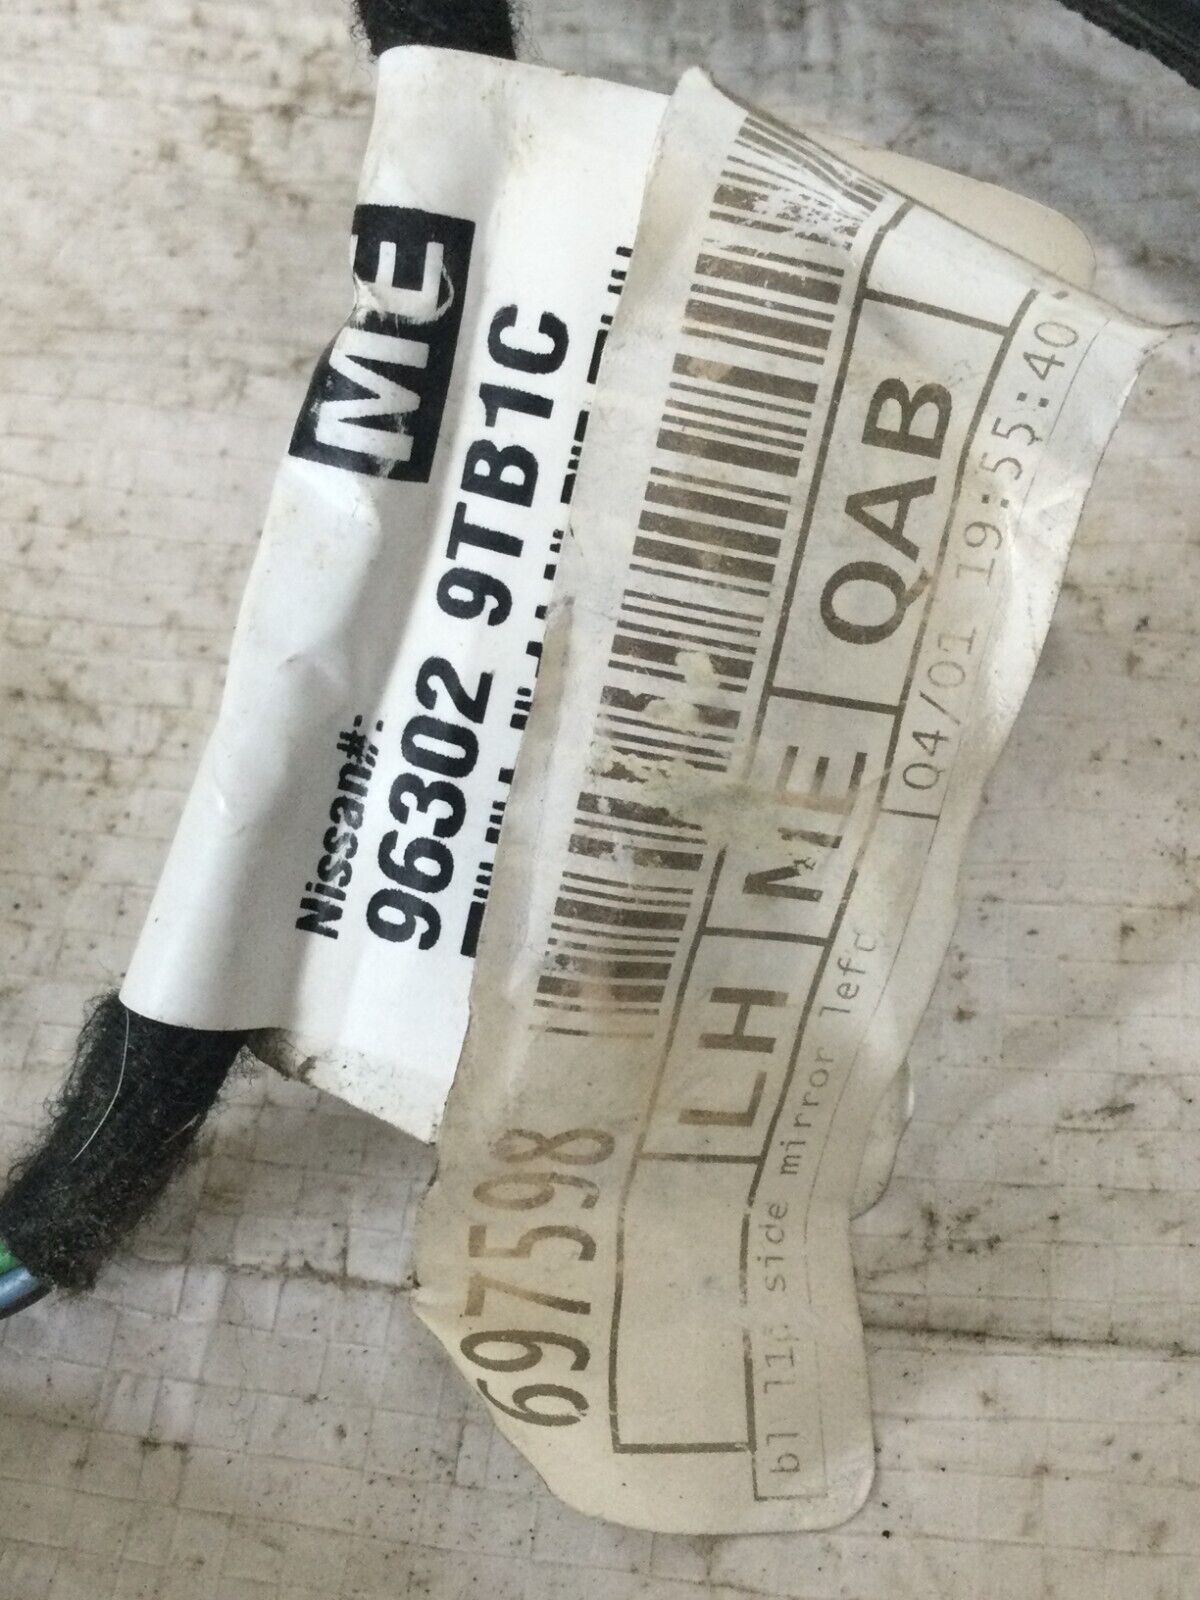 ME
Nissan#:
96302 9TB1C
697598
LH ME QAB
04/01 19:55:40
side mirror left